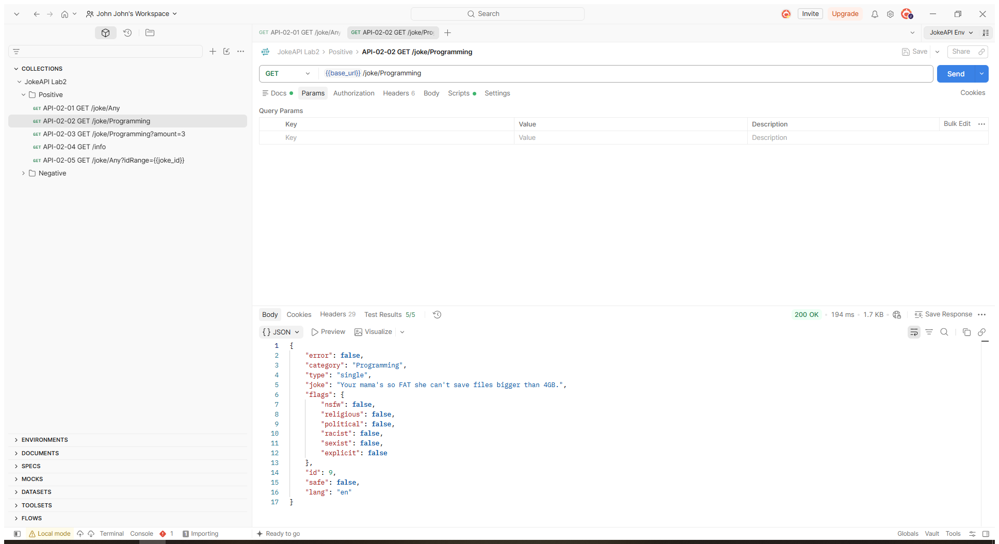 John John's Workspace
Search
Invite
Upgrade
GET API-02-01 GET /joke/Any
GET API-02-02 GET /joke/Pro
JokeAPI Env
JokeAPI Lab2 > Positive > API-02-02 GET /joke/Programming
Save
Share
COLLECTIONS
JokeAPI Lab2
Positive
GET API-02-01 GET /joke/Any
GET API-02-02 GET /joke/Programming
GET API-02-03 GET /joke/Programming?amount=3
GET API-02-04 GET /info
GET API-02-05 GET /joke/Any?idRange={{joke_id}}
Negative
ENVIRONMENTS
DOCUMENTS
SPECS
MOCKS
DATASETS
TOOLSETS
FLOWS
GET {{base_url}} /joke/Programming
Send
Docs Params Authorization Headers 6 Body Scripts Settings
Cookies
Query Params
Key Value Description Bulk Edit
Key Value Description
Body Cookies Headers 29 Test Results 5/5
200 OK 194 ms 1.7 KB e.g. Save Response
{} JSON Preview Visualize
1 {
2 "error": false,
3 "category": "Programming",
4 "type": "single",
5 "joke": "Your mama's so FAT she can't save files bigger than 4GB.",
6 "flags": {
7 "nsfw": false,
8 "religious": false,
9 "political": false,
10 "racist": false,
11 "sexist": false,
12 "explicit": false
13 },
14 "id": 9,
15 "safe": false,
16 "lang": "en"
17 }
Local mode Terminal Console 1 1 Importing
Ready to go
Globals Vault Tools